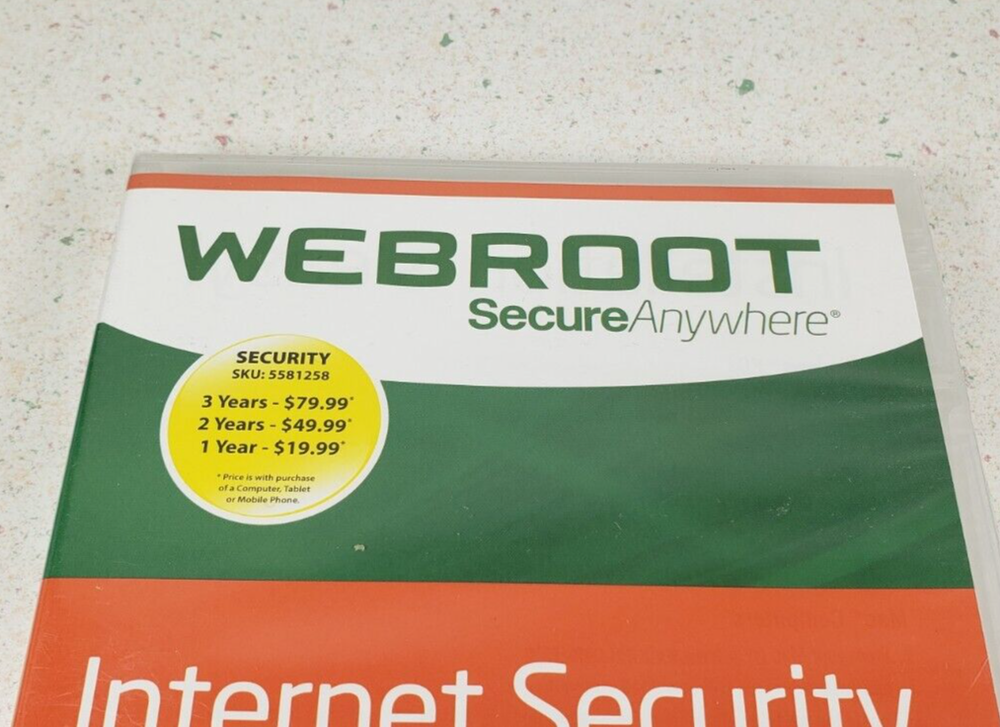 WEBROOT
SecureAnywhere®
SECURITY
SKU: 5581258
3 Years - $79.99*
2 Years - $49.99*
1 Year - $19.99*
* Price is with purchase
of a Computer, Tablet
or Mobile Phone.
Internet Security